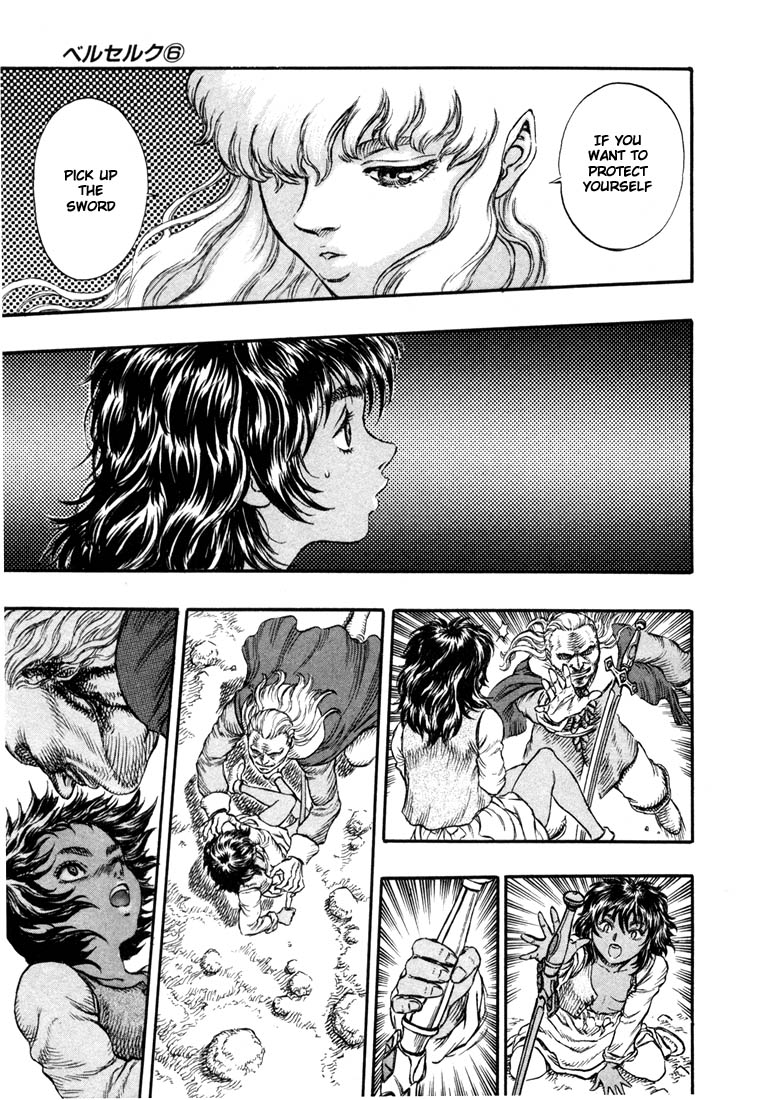 ベルセルク⑥
IF YOU
WANT TO
PROTECT
YOURSELF
PICK UP
THE
SWORD